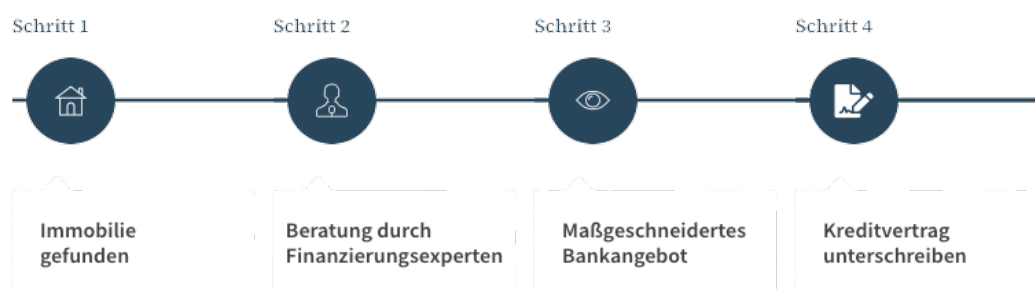 Schritt 1
Schritt 2
Schritt 3
Schritt 4
Immobilie
gefunden
Beratung durch
Finanzierungsexperten
Maßgeschneidertes
Bankangebot
Kreditvertrag
unterschreiben